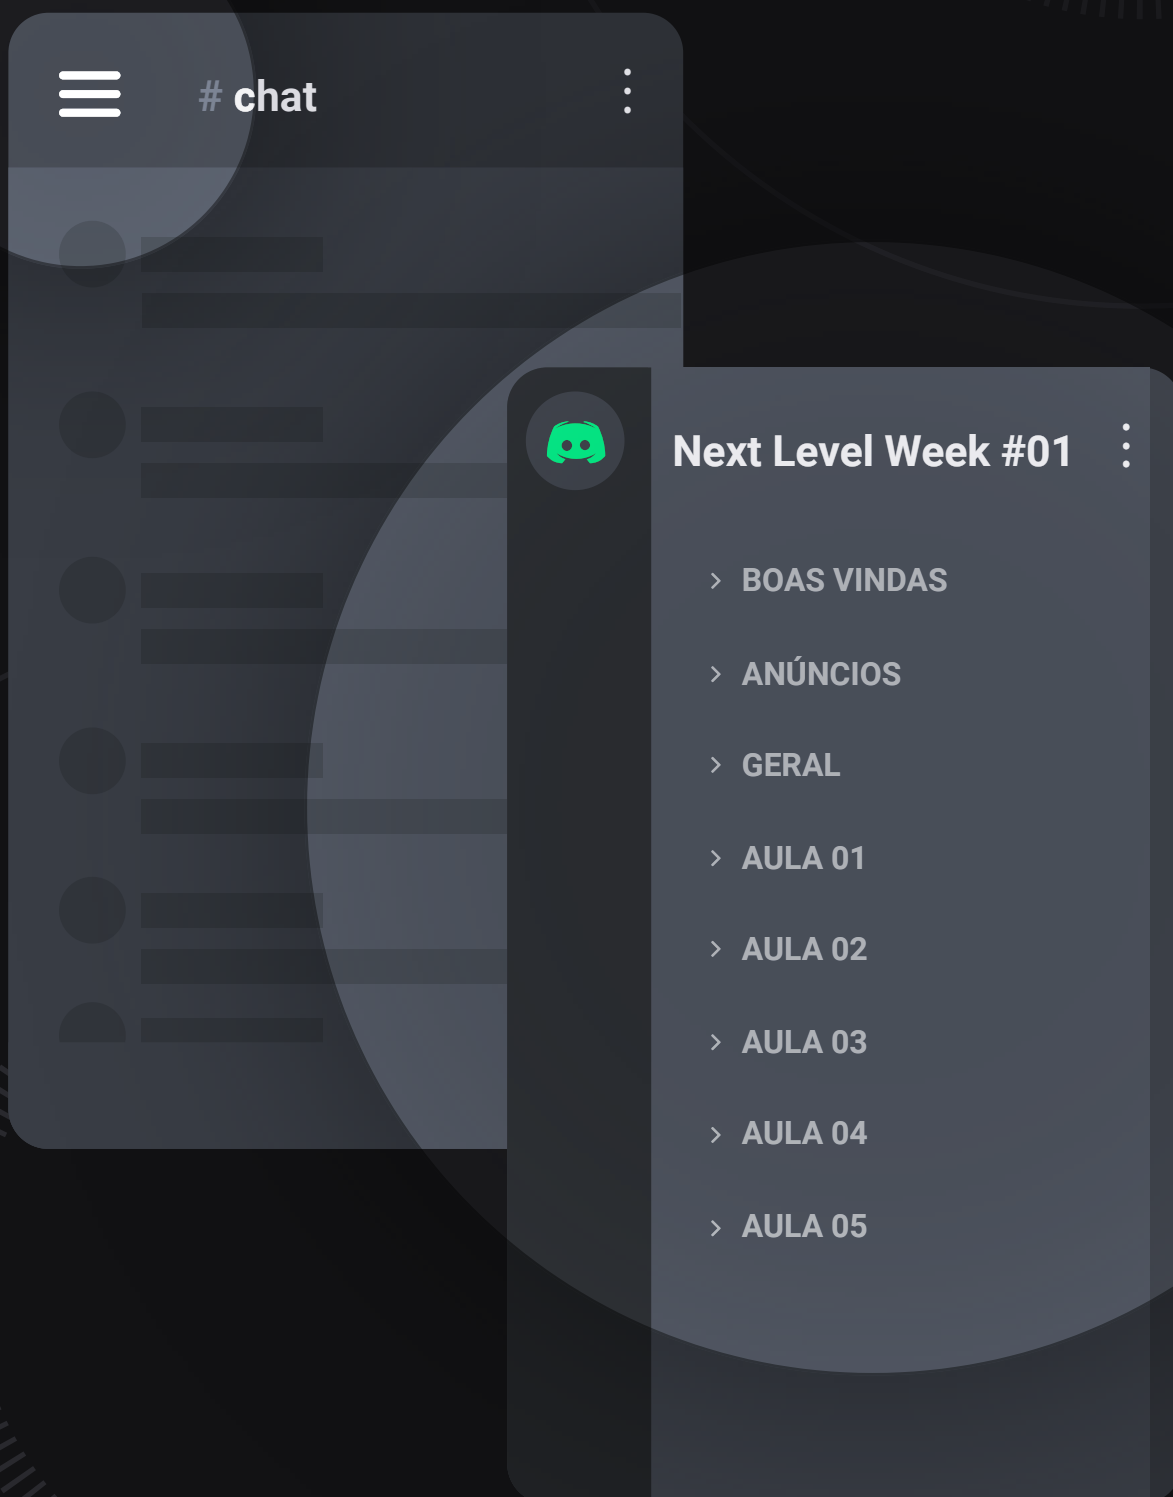 # chat
Next Level Week #01
BOAS VINDAS
ANÚNCIOS
GERAL
AULA 01
AULA 02
AULA 03
AULA 04
AULA 05